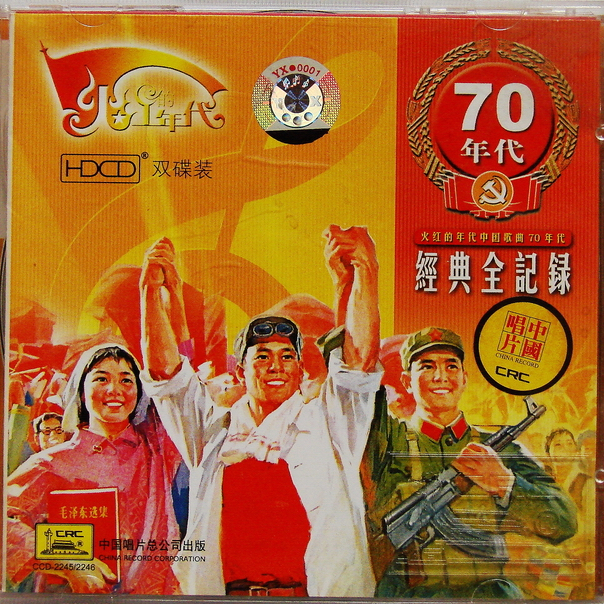 火红的年代
YX●0001
70
年代
HDCD® 双碟装
火红的年代中国歌曲70年代
經典全記録
中國
唱片
CHINA RECORD
CRC
毛泽东选集
CRC
中国唱片总公司出版
CHINA RECORD CORPORATION
CCD-2245/2246